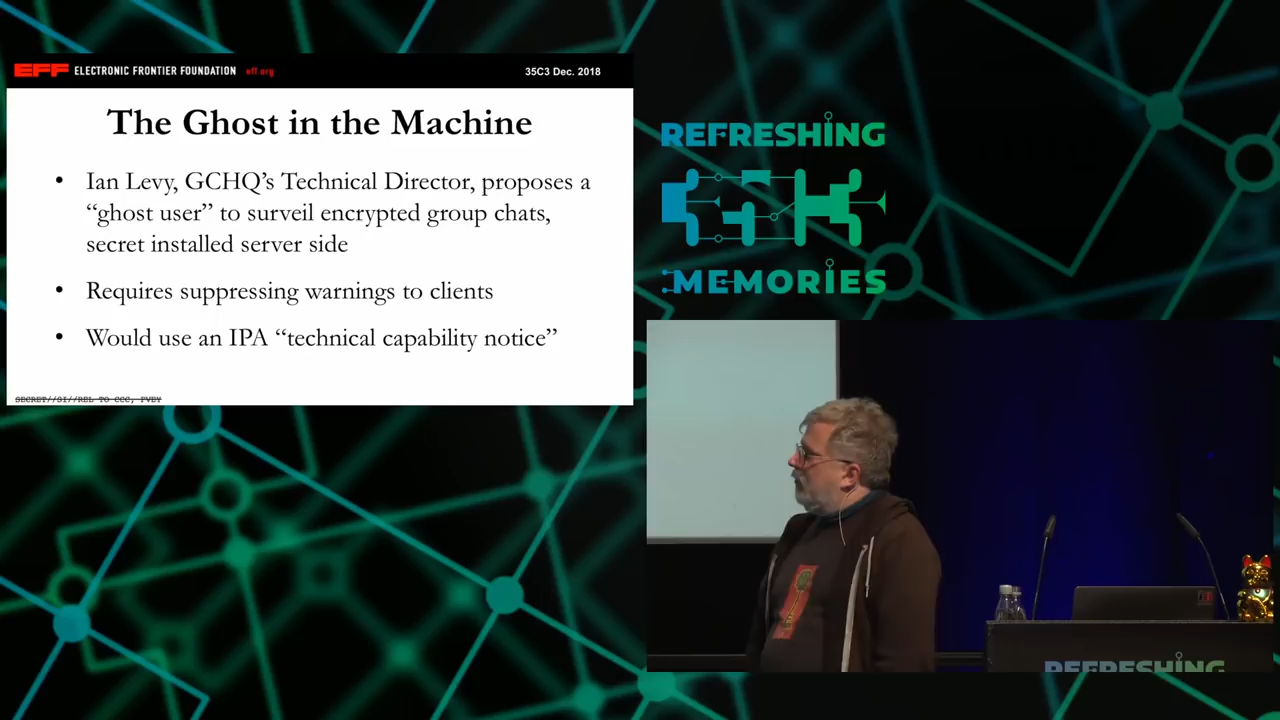 EFF ELECTRONIC FRONTIER FOUNDATION eff.org
35C3 Dec. 2018
The Ghost in the Machine
• Ian Levy, GCHQ’s Technical Director, proposes a
“ghost user” to surveil encrypted group chats,
secret installed server side
• Requires suppressing warnings to clients
• Would use an IPA “technical capability notice”
SECRET//SI//REL TO CCC, FVEY
REFRESHING
MEMORIES
REFRESHING